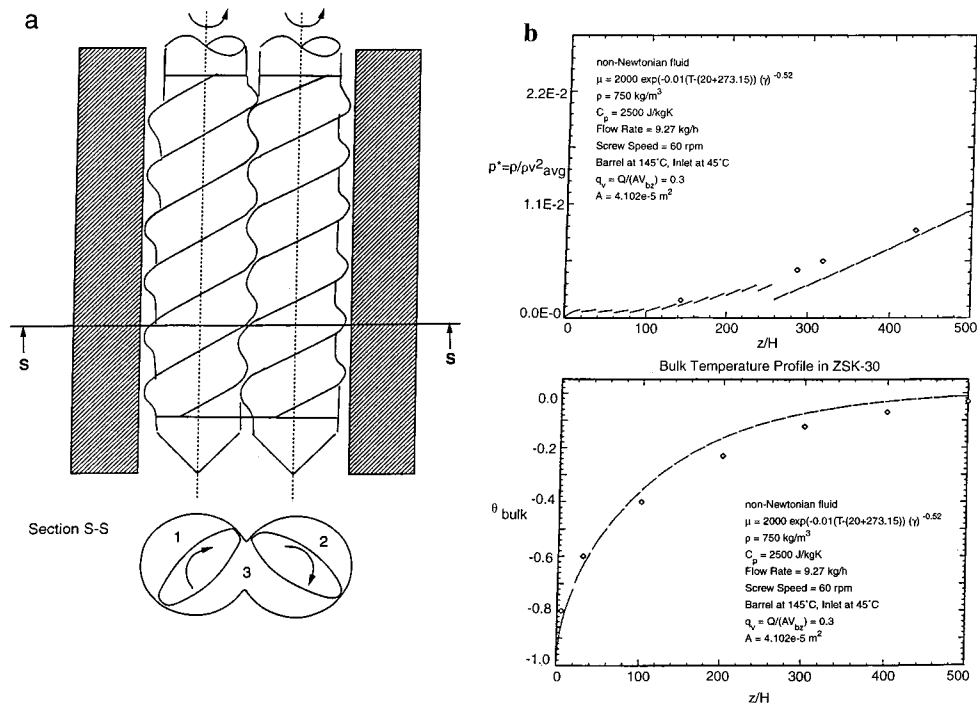 a
S
S
Section S-S
1
2
3
b
non-Newtonian fluid
μ = 2000 exp(-0.01(T-(20+273.15)) (γ) -0.52
ρ = 750 kg/m3
Cp = 2500 J/kgK
Flow Rate = 9.27 kg/h
Screw Speed = 60 rpm
Barrel at 145°C, Inlet at 45°C
qv = Q/(AVbz) = 0.3
A = 4.102e-5 m2
2.2E-2
p*=p/ρv2avg
1.1E-2
0.0E-0
0 100 200 300 400 500
z/H
Bulk Temperature Profile in ZSK-30
0.0
-0.2
-0.4
θbulk
-0.6
-0.8
-1.0
non-Newtonian fluid
μ = 2000 exp(-0.01(T-(20+273.15)) (γ) -0.52
ρ = 750 kg/m3
Cp = 2500 J/kgK
Flow Rate = 9.27 kg/h
Screw Speed = 60 rpm
Barrel at 145°C, Inlet at 45°C
qv = Q/(AVbz) = 0.3
A = 4.102e-5 m2
0 100 200 300 400 500
z/H